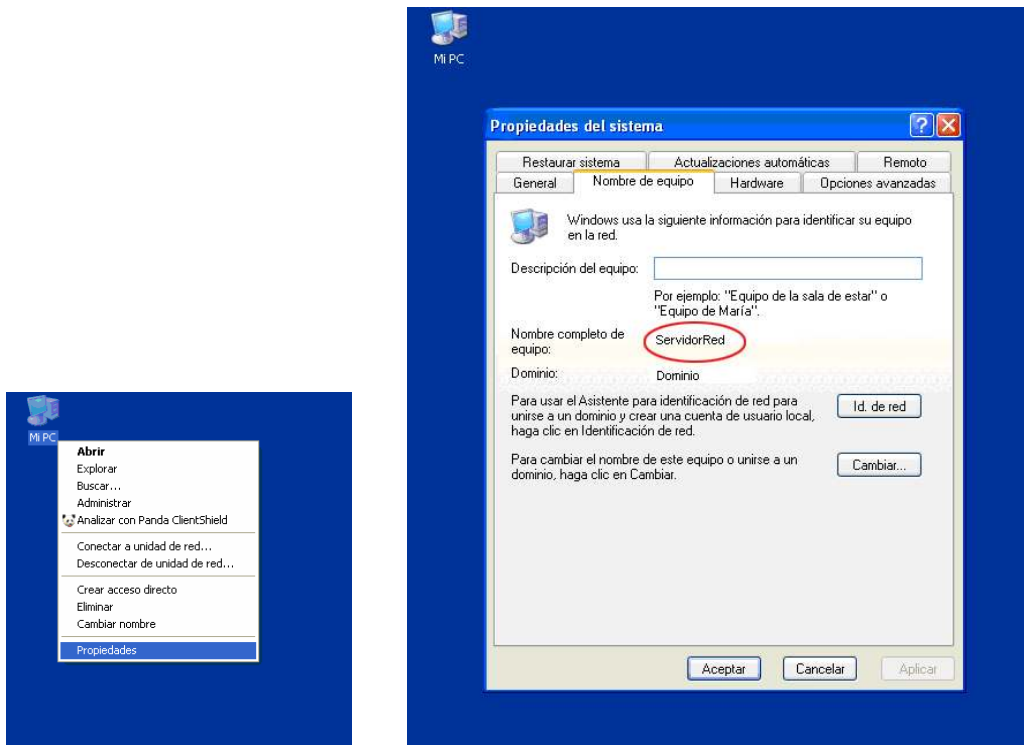 Mi PC
Abrir
Explorar
Buscar...
Administrar
Analizar con Panda ClientShield
Conectar a unidad de red...
Desconectar de unidad de red...
Crear acceso directo
Eliminar
Cambiar nombre
Propiedades
Mi PC
Propiedades del sistema
Restaurar sistema
Actualizaciones automáticas
Remoto
General
Nombre de equipo
Hardware
Opciones avanzadas
Windows usa la siguiente información para identificar su equipo
en la red.
Descripción del equipo:
Por ejemplo: "Equipo de la sala de estar" o
"Equipo de María".
Nombre completo de
equipo:
ServidorRed
Dominio:
Dominio
Para usar el Asistente para identificación de red para
unirse a un dominio y crear una cuenta de usuario local,
haga clic en Identificación de red.
Id. de red
Para cambiar el nombre de este equipo o unirse a un
dominio, haga clic en Cambiar.
Cambiar...
Aceptar
Cancelar
Aplicar